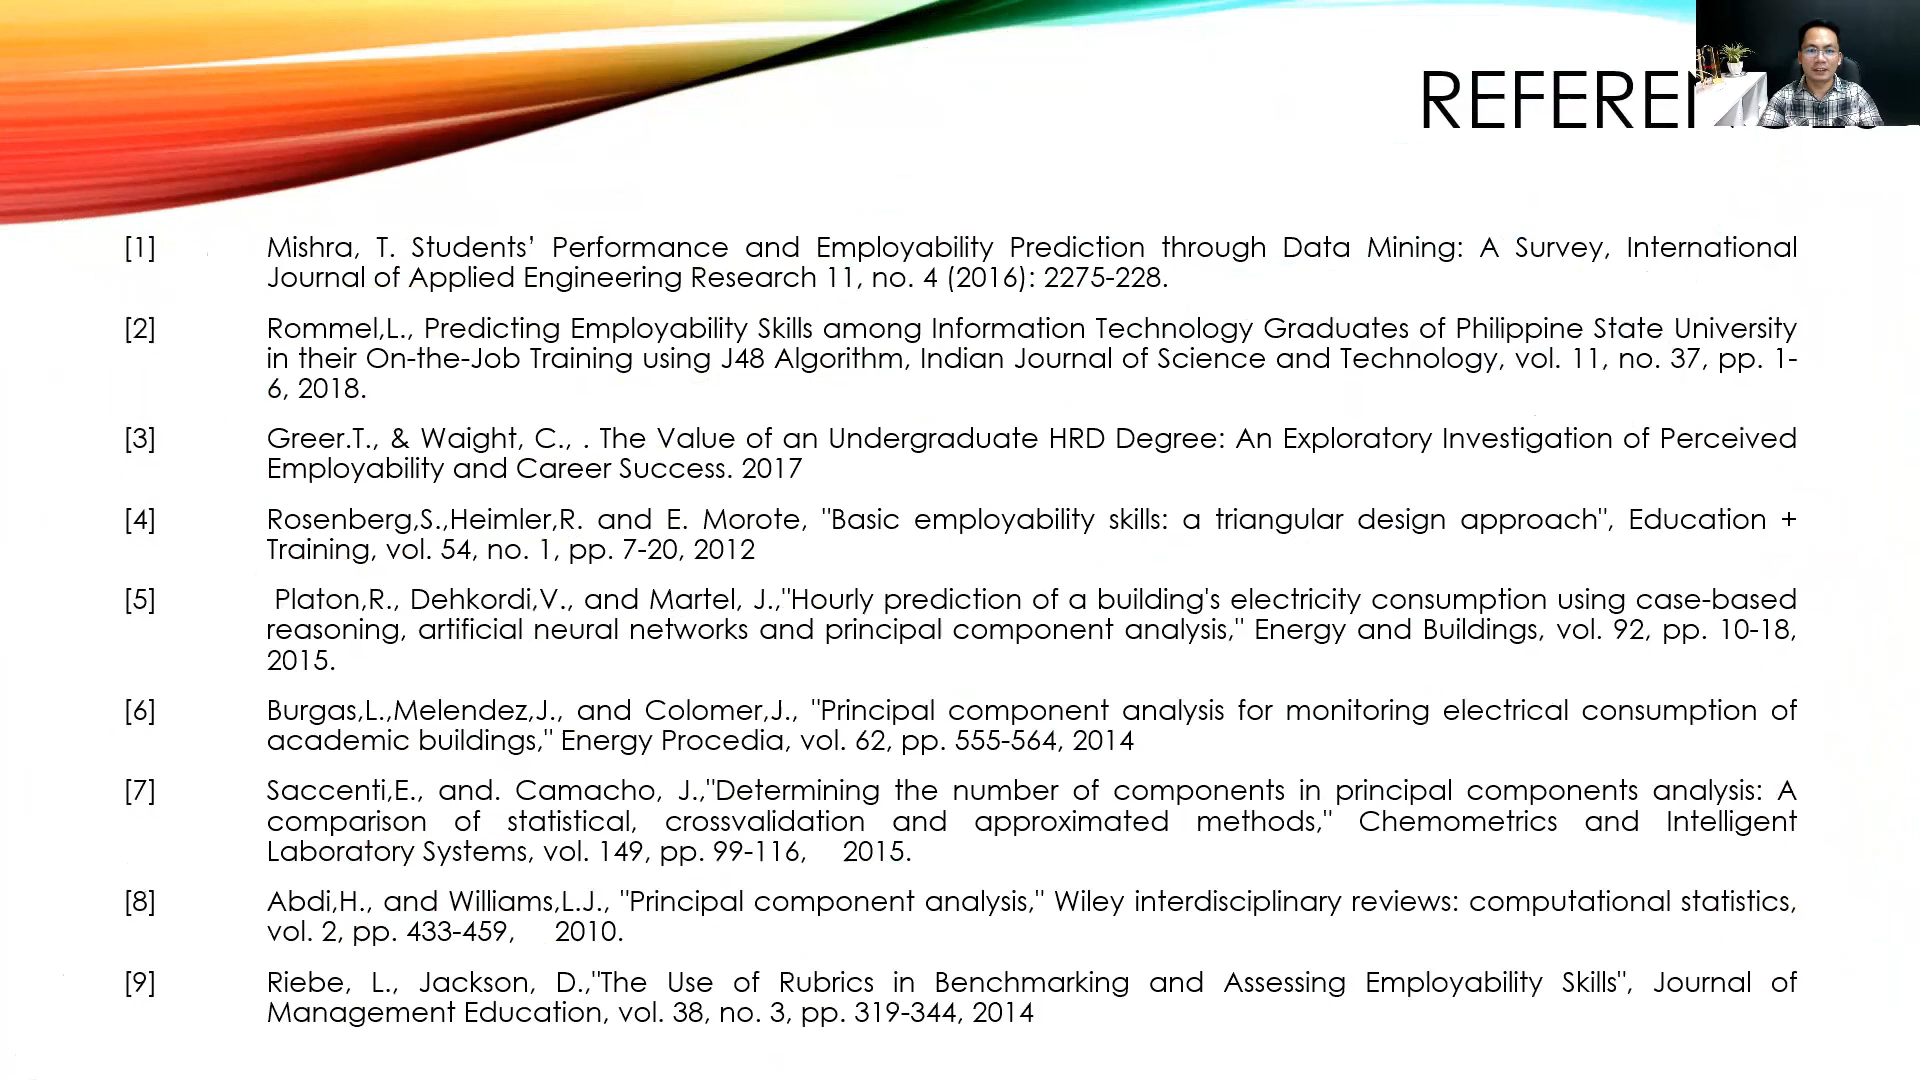 REFEREN
[1] Mishra, T. Students’ Performance and Employability Prediction through Data Mining: A Survey, International
Journal of Applied Engineering Research 11, no. 4 (2016): 2275-228.
[2] Rommel,L., Predicting Employability Skills among Information Technology Graduates of Philippine State University
in their On-the-Job Training using J48 Algorithm, Indian Journal of Science and Technology, vol. 11, no. 37, pp. 1-
6, 2018.
[3] Greer.T., & Waight, C., . The Value of an Undergraduate HRD Degree: An Exploratory Investigation of Perceived
Employability and Career Success. 2017
[4] Rosenberg,S.,Heimler,R. and E. Morote, "Basic employability skills: a triangular design approach", Education +
Training, vol. 54, no. 1, pp. 7-20, 2012
[5] Platon,R., Dehkordi,V., and Martel, J.,"Hourly prediction of a building's electricity consumption using case-based
reasoning, artificial neural networks and principal component analysis," Energy and Buildings, vol. 92, pp. 10-18,
2015.
[6] Burgas,L.,Melendez,J., and Colomer,J., "Principal component analysis for monitoring electrical consumption of
academic buildings," Energy Procedia, vol. 62, pp. 555-564, 2014
[7] Saccenti,E., and. Camacho, J.,"Determining the number of components in principal components analysis: A
comparison of statistical, crossvalidation and approximated methods," Chemometrics and Intelligent
Laboratory Systems, vol. 149, pp. 99-116, 2015.
[8] Abdi,H., and Williams,L.J., "Principal component analysis," Wiley interdisciplinary reviews: computational statistics,
vol. 2, pp. 433-459, 2010.
[9] Riebe, L., Jackson, D.,"The Use of Rubrics in Benchmarking and Assessing Employability Skills", Journal of
Management Education, vol. 38, no. 3, pp. 319-344, 2014